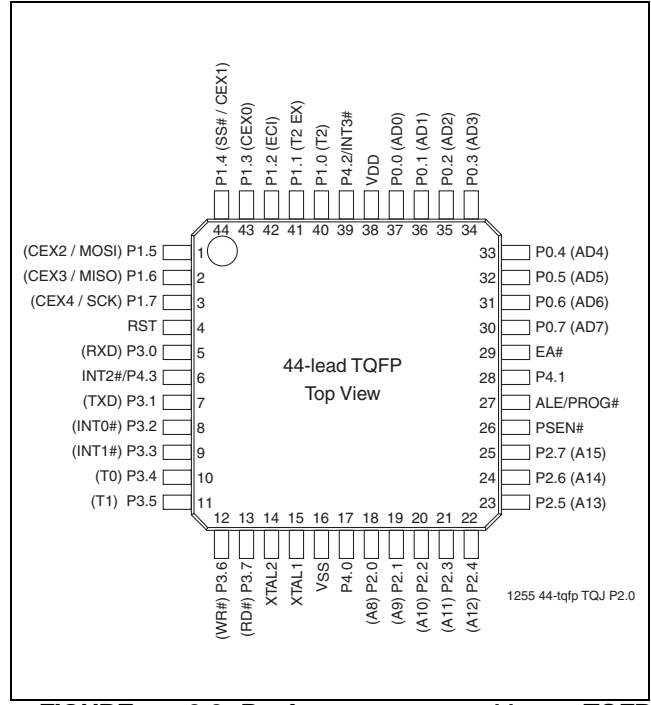 P1.4 (SS# / CEX1)
P1.3 (CEX0)
P1.2 (ECI)
P1.1 (T2 EX)
P1.0 (T2)
P4.2/INT3#
VDD
P0.0 (AD0)
P0.1 (AD1)
P0.2 (AD2)
P0.3 (AD3)
44 43 42 41 40 39 38 37 36 35 34
(CEX2 / MOSI) P1.5 1
(CEX3 / MISO) P1.6 2
(CEX4 / SCK) P1.7 3
RST 4
(RXD) P3.0 5
INT2#/P4.3 6
(TXD) P3.1 7
(INT0#) P3.2 8
(INT1#) P3.3 9
(T0) P3.4 10
(T1) P3.5 11
44-lead TQFP
Top View
33 P0.4 (AD4)
32 P0.5 (AD5)
31 P0.6 (AD6)
30 P0.7 (AD7)
29 EA#
28 P4.1
27 ALE/PROG#
26 PSEN#
25 P2.7 (A15)
24 P2.6 (A14)
23 P2.5 (A13)
12 13 14 15 16 17 18 19 20 21 22
(WR#) P3.6
(RD#) P3.7
XTAL2
XTAL1
VSS
P4.0
(A8) P2.0
(A9) P2.1
(A10) P2.2
(A11) P2.3
(A12) P2.4
1255 44-tqfp TQJ P2.0